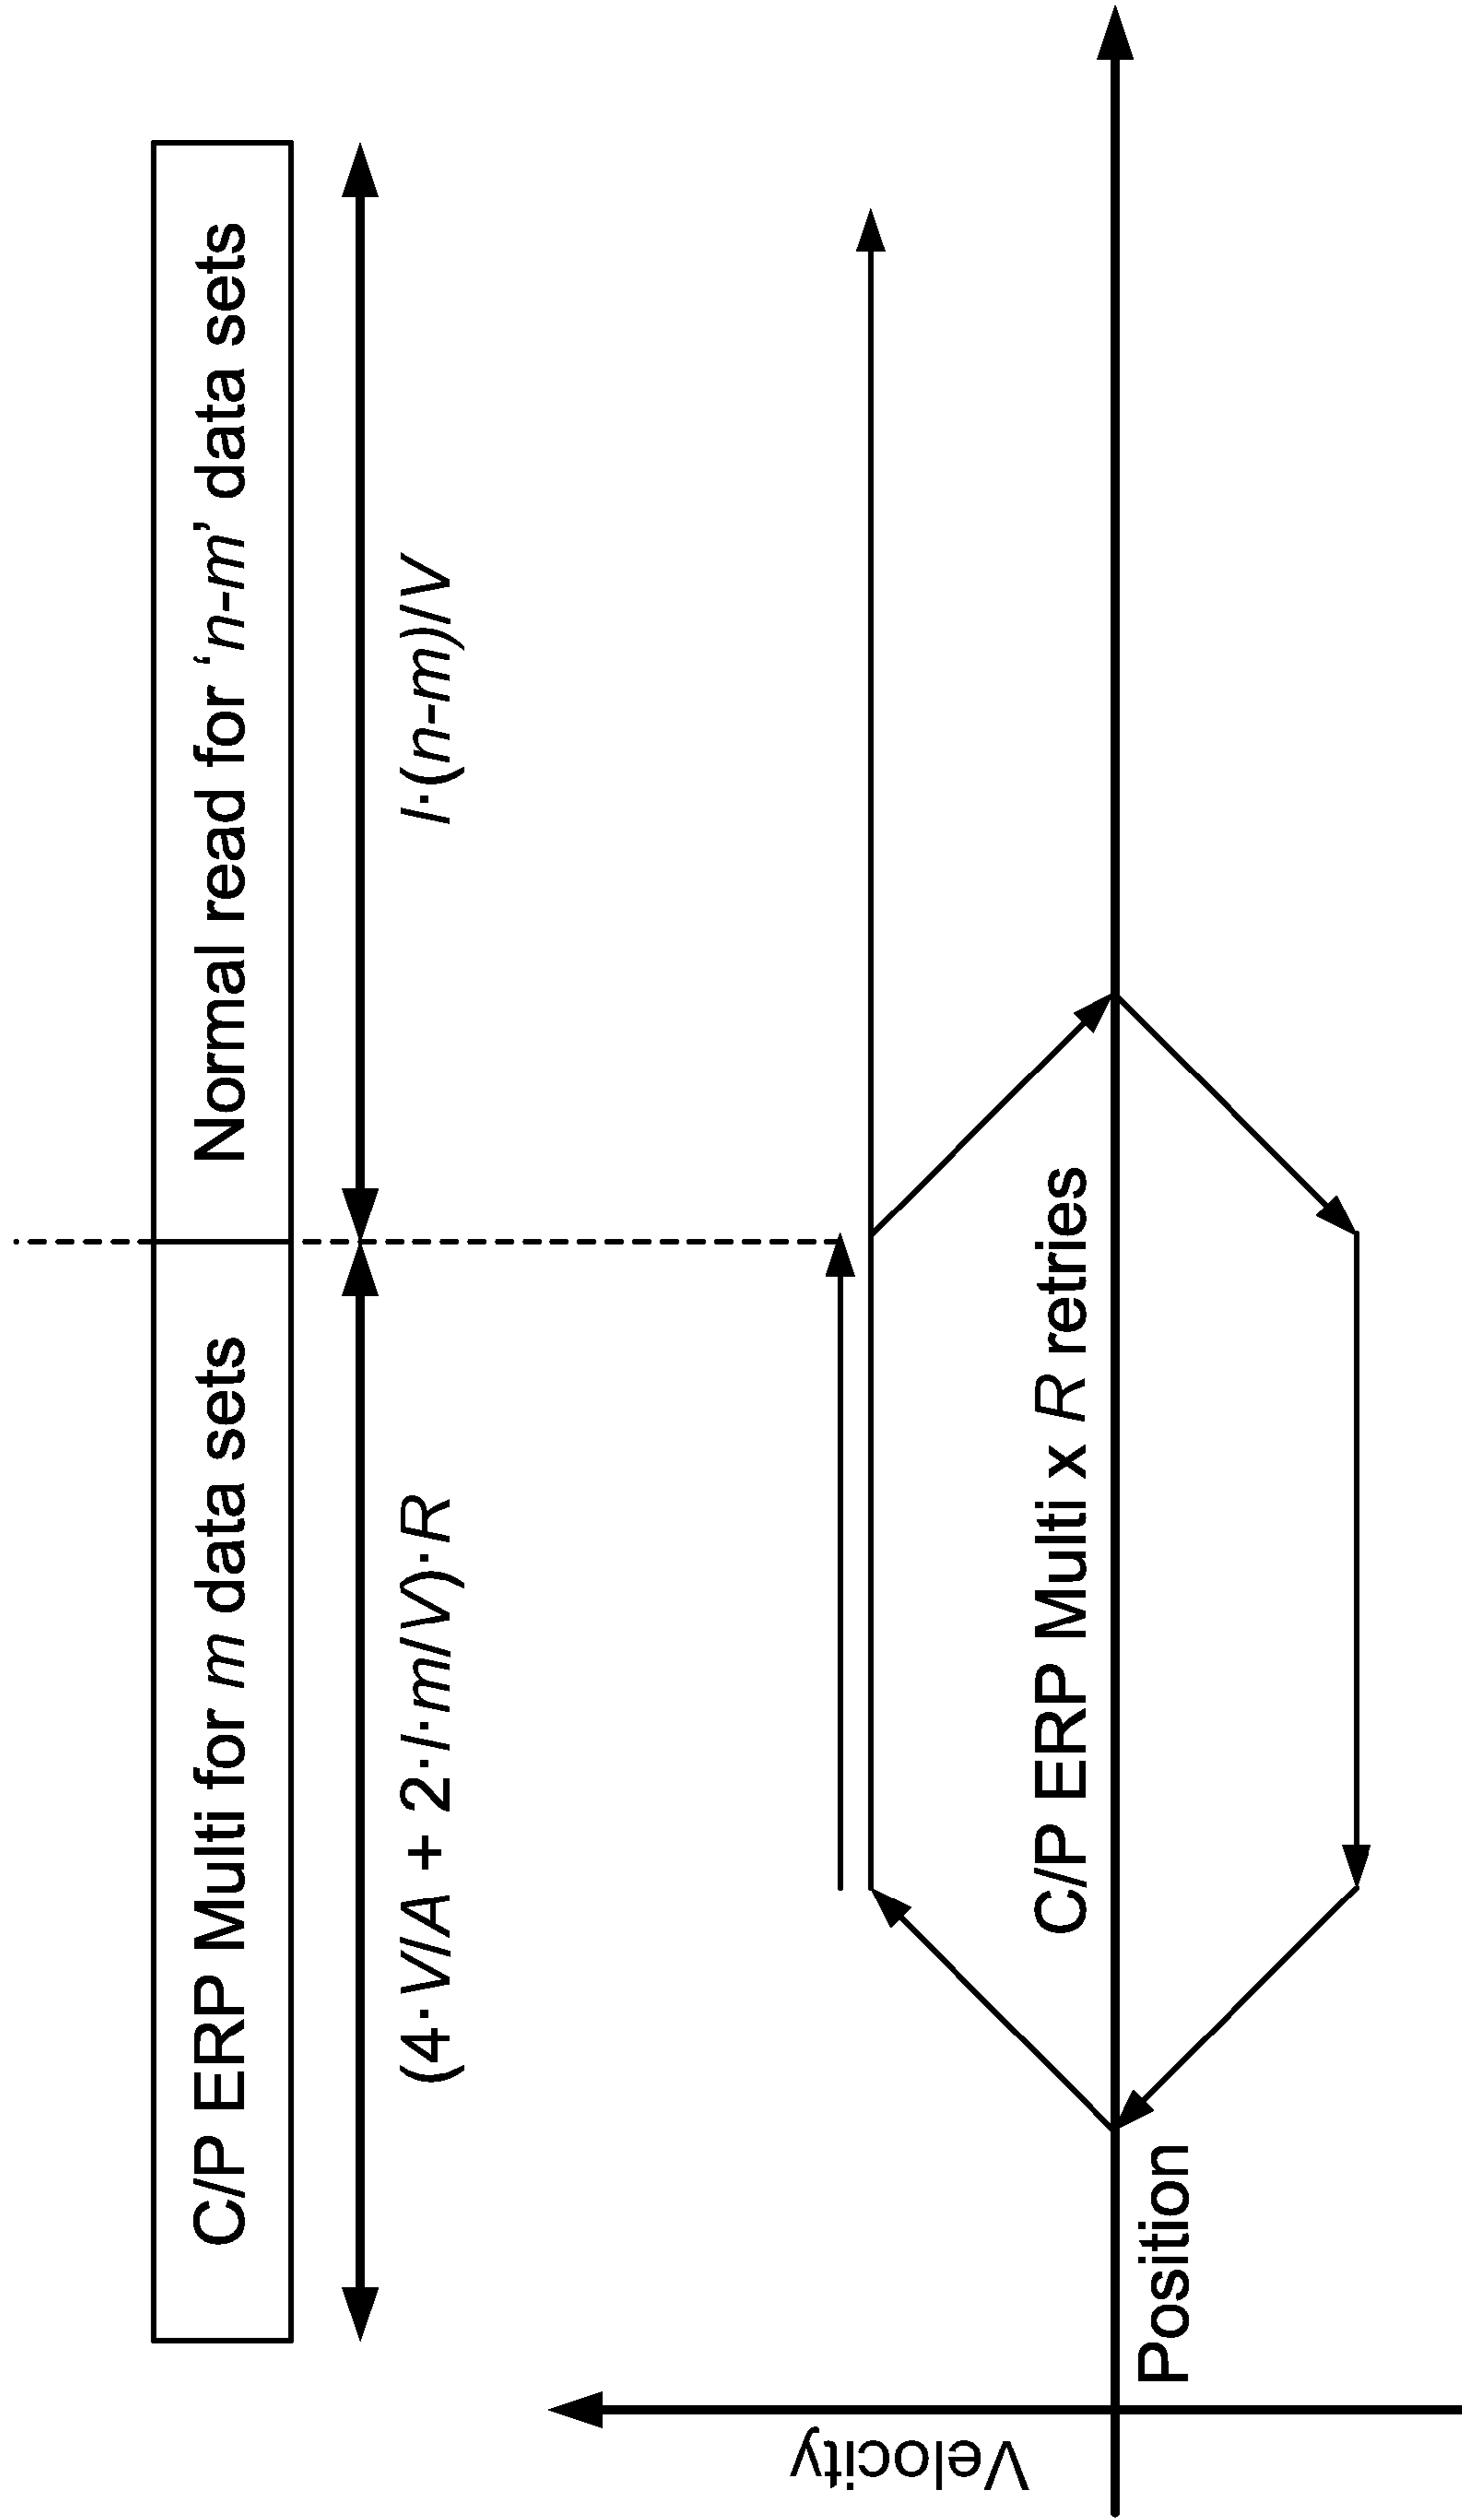 C/P ERP Multi for m data sets
Normal read for ‘n-m’ data sets
(4·V/A + 2·l·m/V)·R
l·(n-m)/V
Velocity
C/P ERP Multi x R retries
Position